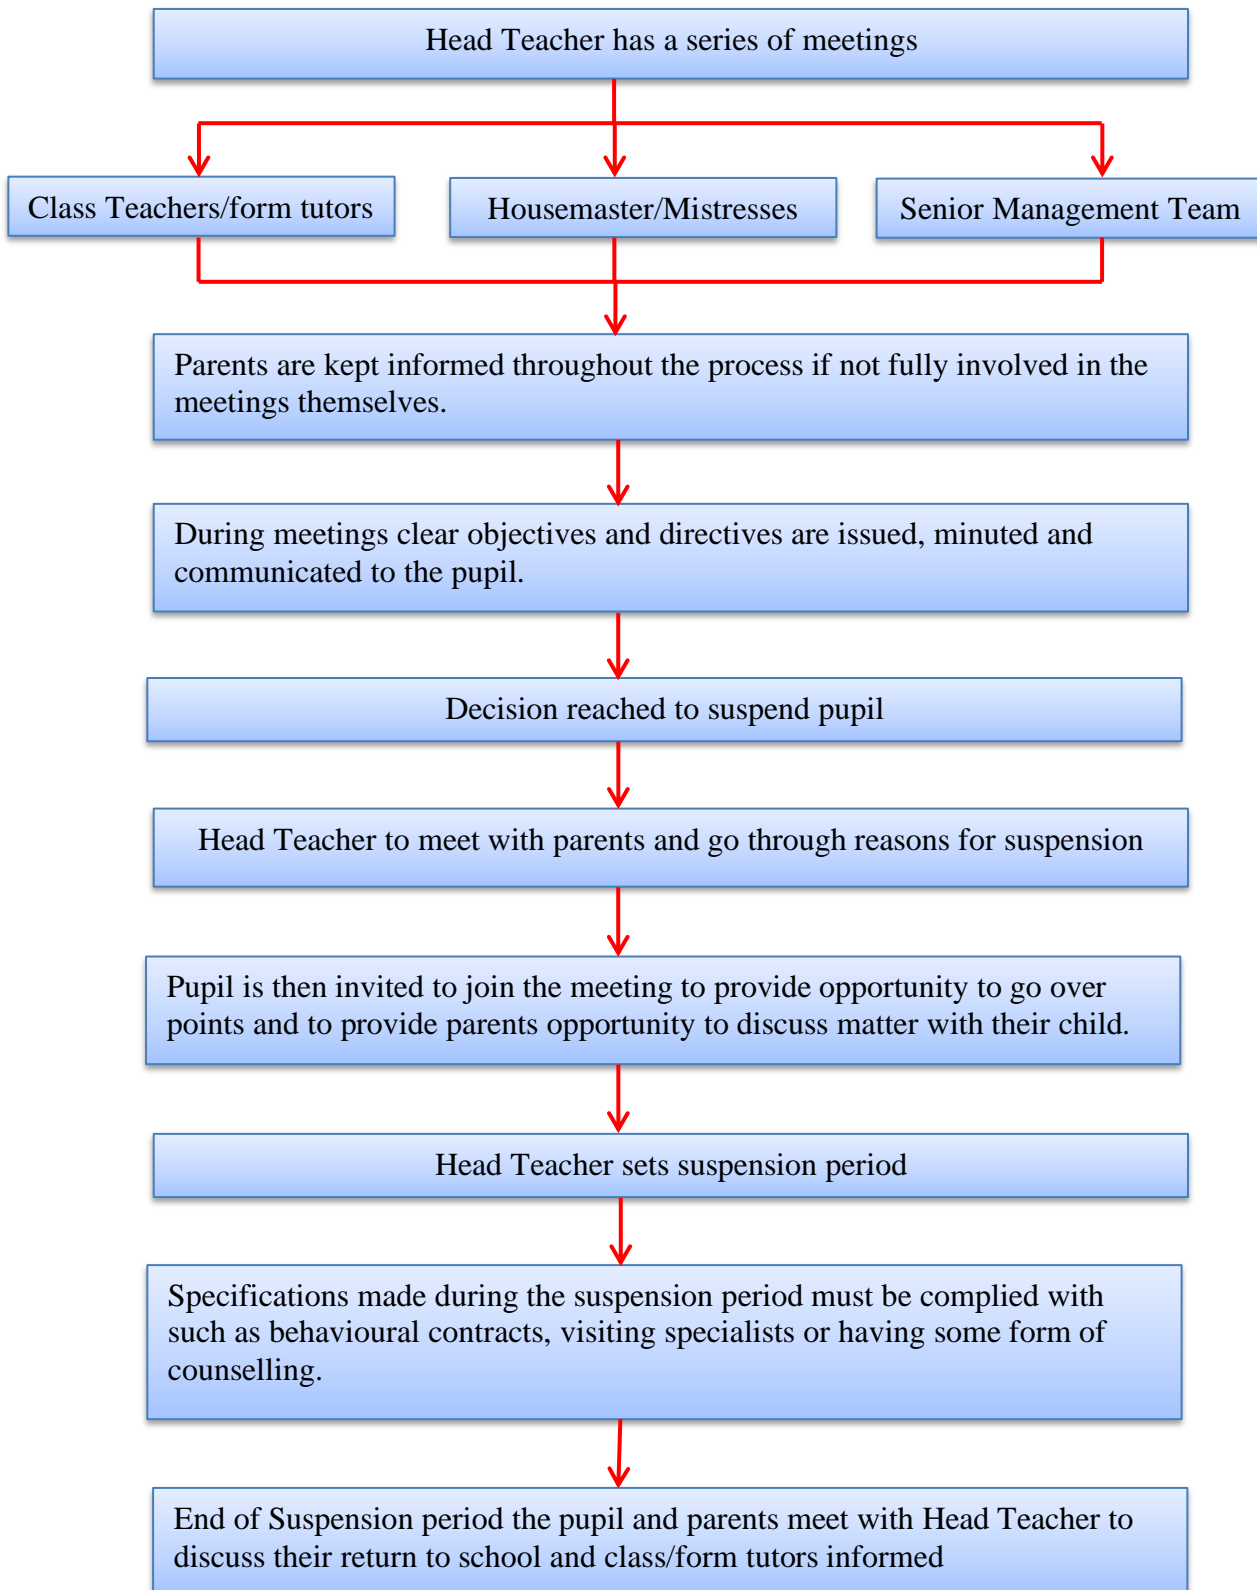 Head Teacher has a series of meetings
Class Teachers/form tutors
Housemaster/Mistresses
Senior Management Team
Parents are kept informed throughout the process if not fully involved in the
meetings themselves.
During meetings clear objectives and directives are issued, minuted and
communicated to the pupil.
Decision reached to suspend pupil
Head Teacher to meet with parents and go through reasons for suspension
Pupil is then invited to join the meeting to provide opportunity to go over
points and to provide parents opportunity to discuss matter with their child.
Head Teacher sets suspension period
Specifications made during the suspension period must be complied with
such as behavioural contracts, visiting specialists or having some form of
counselling.
End of Suspension period the pupil and parents meet with Head Teacher to
discuss their return to school and class/form tutors informed